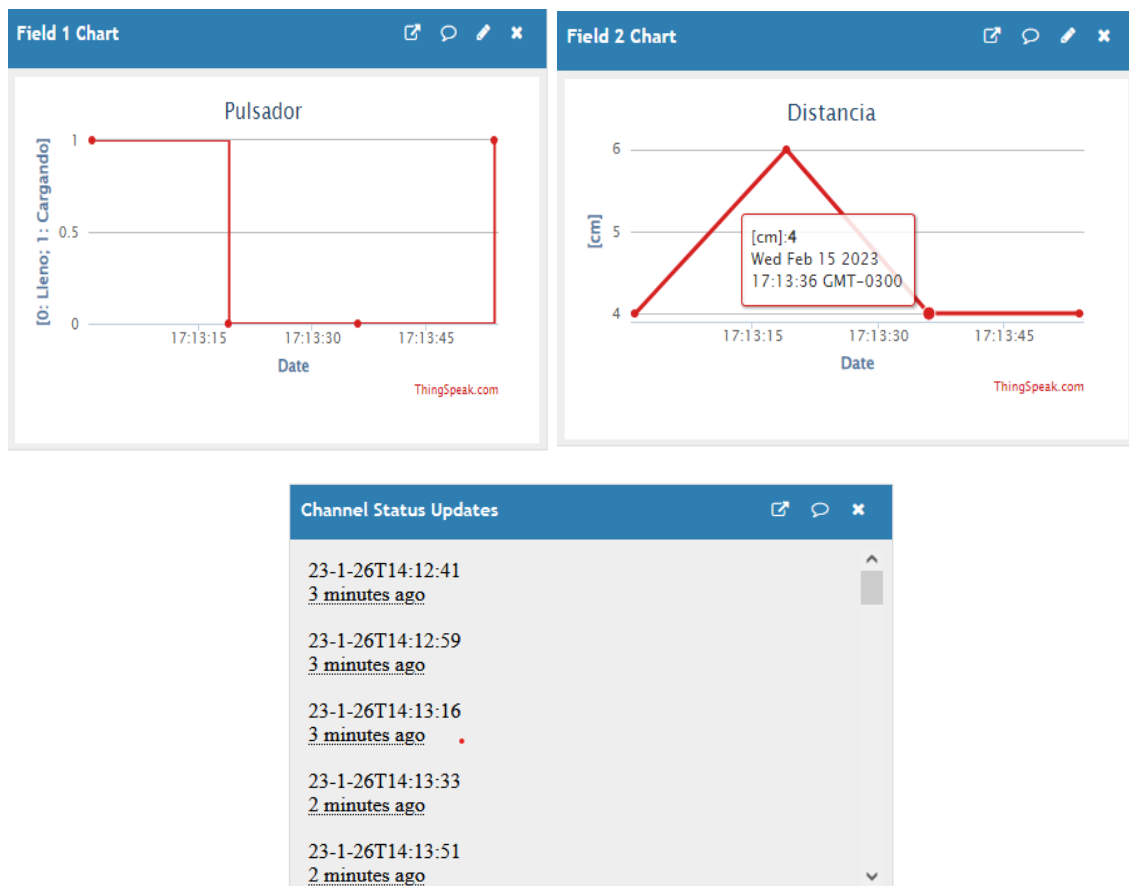 Field 1 Chart
Pulsador
[0: Lleno; 1: Cargando]
1
0.5
0
17:13:15 17:13:30 17:13:45
Date
ThingSpeak.com
Field 2 Chart
Distancia
[cm]
6
5
4
[cm]:4
Wed Feb 15 2023
17:13:36 GMT-0300
17:13:15 17:13:30 17:13:45
Date
ThingSpeak.com
Channel Status Updates
23-1-26T14:12:41
3 minutes ago
23-1-26T14:12:59
3 minutes ago
23-1-26T14:13:16
3 minutes ago
23-1-26T14:13:33
2 minutes ago
23-1-26T14:13:51
2 minutes ago